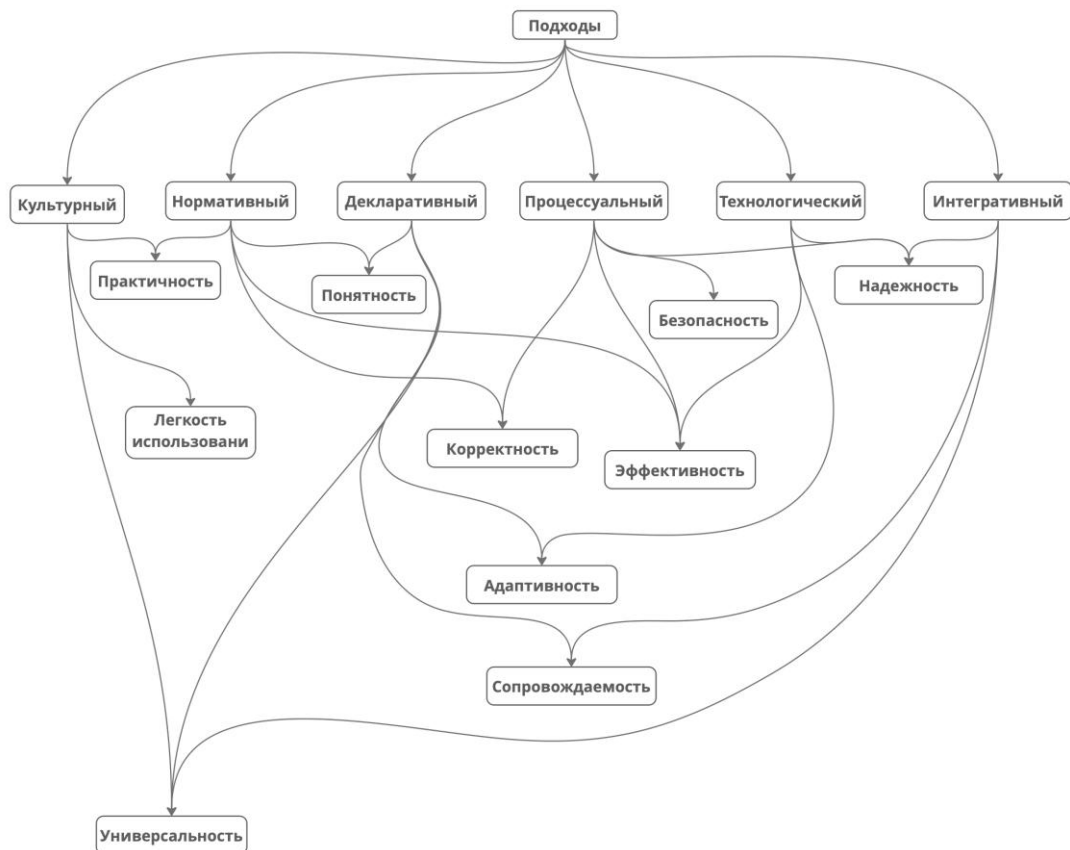 Подходы
Культурный
Нормативный
Декларативный
Процессуальный
Технологический
Интегративный
Практичность
Понятность
Безопасность
Надежность
Легкость
использовани
Корректность
Эффективность
Адаптивность
Сопровождаемость
Универсальность